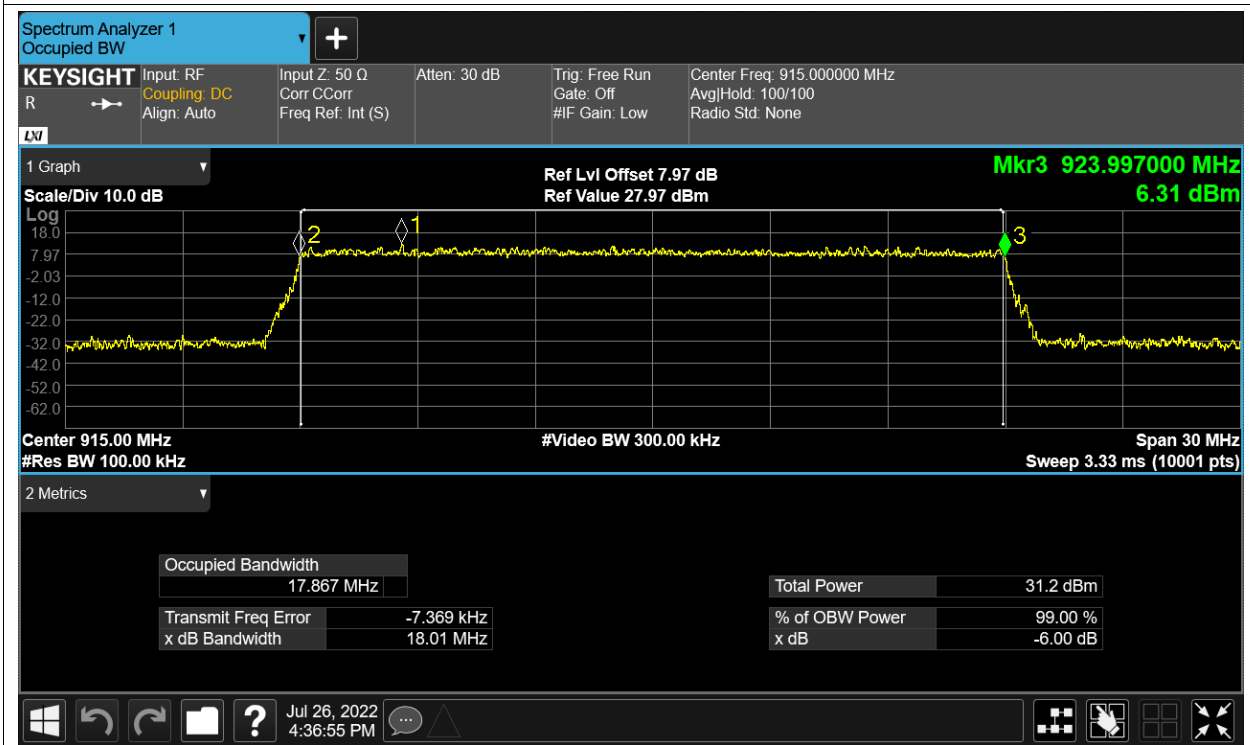 Spectrum Analyzer 1
Occupied BW
KEYSIGHT
R
LXI
Input: RF
Coupling: DC
Align: Auto
Input Z: 50 Ω
Corr CCorr
Freq Ref: Int (S)
Atten: 30 dB
Trig: Free Run
Gate: Off
#IF Gain: Low
Center Freq: 915.000000 MHz
Avg|Hold: 100/100
Radio Std: None
1 Graph
Scale/Div 10.0 dB
Ref Lvl Offset 7.97 dB
Ref Value 27.97 dBm
Mkr3 923.997000 MHz
6.31 dBm
Log
18.0
7.97
-2.03
-12.0
-22.0
-32.0
-42.0
-52.0
-62.0
2
1
3
Center 915.00 MHz
#Res BW 100.00 kHz
#Video BW 300.00 kHz
Span 30 MHz
Sweep 3.33 ms (10001 pts)
2 Metrics
Occupied Bandwidth
17.867 MHz
Transmit Freq Error -7.369 kHz
x dB Bandwidth 18.01 MHz
Total Power 31.2 dBm
% of OBW Power 99.00 %
x dB -6.00 dB
?
Jul 26, 2022
4:36:55 PM